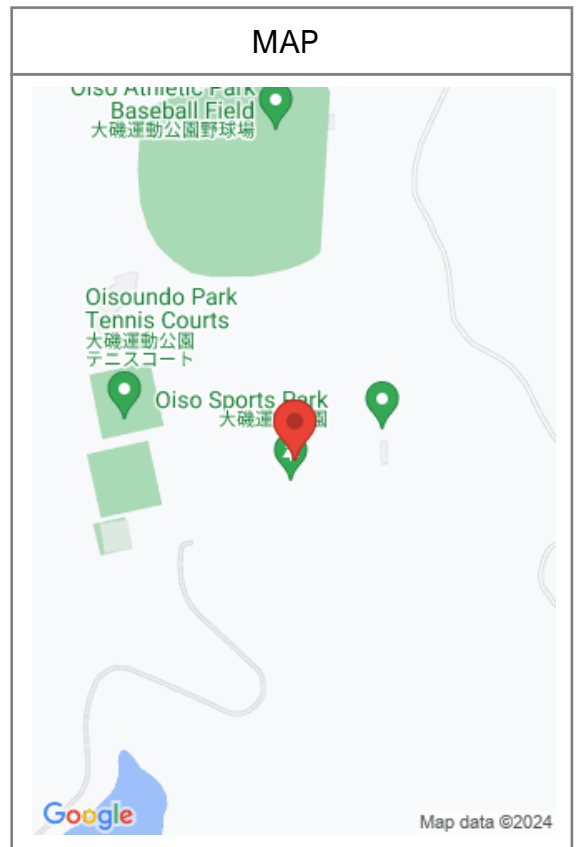 MAP
Oiso Athletic Park
Baseball Field
大磯運動公園野球場
Oisoundo Park
Tennis Courts
大磯運動公園
テニスコート
Oiso Sports Park
大磯運 園
Google
Map data ©2024